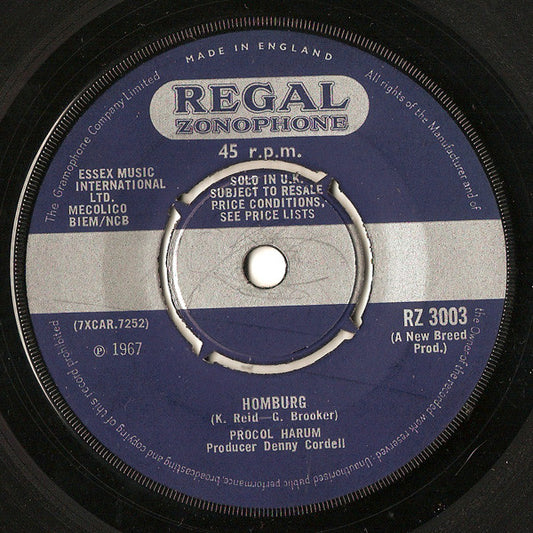 MADE IN ENGLAND
The Gramophone Company Limited
All rights of the Manufacturer and of
the Owner of the recorded work reserved. Unauthorised public performance, broadcasting and copying of this record prohibited
REGAL
ZONOPHONE
45 r.p.m.
ESSEX MUSIC
INTERNATIONAL
LTD.
MECOLICO
BIEM/NCB
SOLD IN U.K.
SUBJECT TO RESALE
PRICE CONDITIONS,
SEE PRICE LISTS
(7XCAR.7252)
℗ 1967
RZ 3003
(A New Breed
Prod.)
HOMBURG
(K. Reid—G. Brooker)
PROCOL HARUM
Producer Denny Cordell